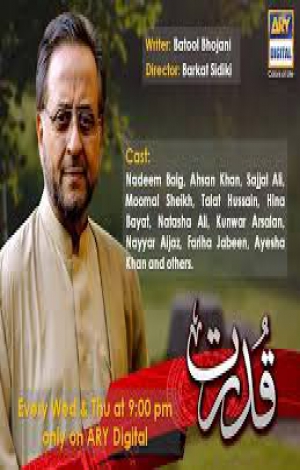 ARY
DIGITAL
Colors of life
Writer: Batool Bhojani
Director: Barkat Sidiki
Cast:
Nadeem Baig, Ahsan Khan, Sajjal Ali,
Moomal Sheikh, Talat Hussain, Hina
Bayat, Natasha Ali, Kunwar Arsalan,
Nayyar Aijaz, Fariha Jabeen, Ayesha
Khan and others.
قُدرت
Every Wed & Thu at 9:00 pm
only on ARY Digital